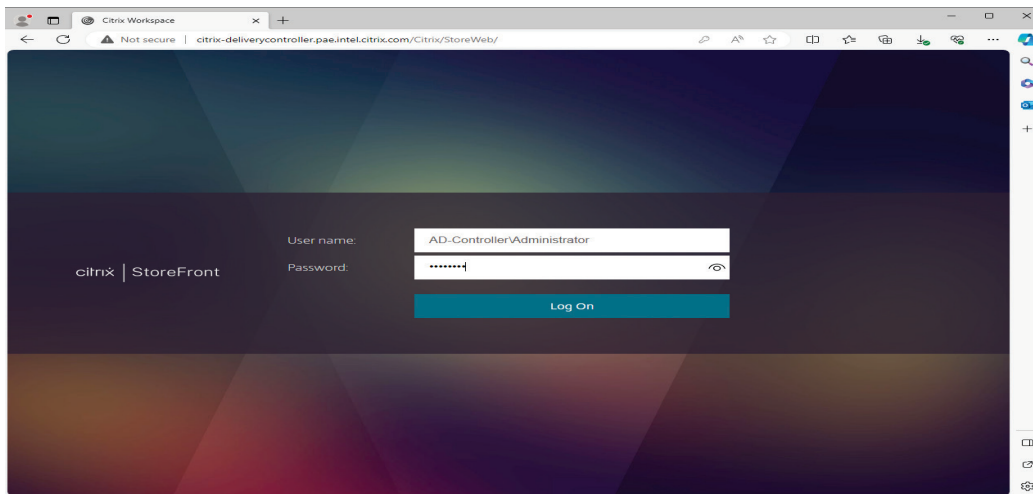 Citrix Workspace
Not secure | citrix-deliverycontroller.pae.intel.citrix.com/Citrix/StoreWeb/
User name:
AD-Controller\Administrator
citrix | StoreFront
Password:
••••••••
Log On